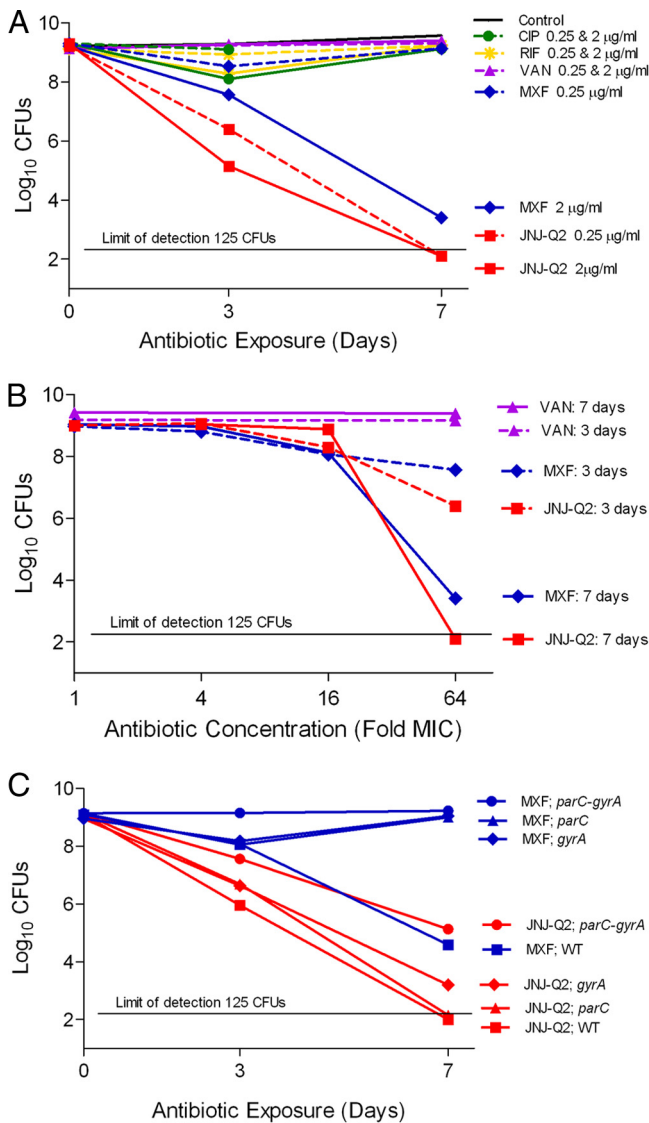 A
Log10 CFUs
10
8
6
4
2
0
3
7
Limit of detection 125 CFUs
Antibiotic Exposure (Days)
Control
CIP 0.25 & 2 µg/ml
RIF 0.25 & 2 µg/ml
VAN 0.25 & 2 µg/ml
MXF 0.25 µg/ml
MXF 2 µg/ml
JNJ-Q2 0.25 µg/ml
JNJ-Q2 2µg/ml
B
Log10 CFUs
10
8
6
4
2
1
4
16
64
Limit of detection 125 CFUs
Antibiotic Concentration (Fold MIC)
VAN: 7 days
VAN: 3 days
MXF: 3 days
JNJ-Q2: 3 days
MXF: 7 days
JNJ-Q2: 7 days
C
Log10 CFUs
10
8
6
4
2
0
3
7
Limit of detection 125 CFUs
Antibiotic Exposure (Days)
MXF; parC-gyrA
MXF; parC
MXF; gyrA
JNJ-Q2; parC-gyrA
MXF; WT
JNJ-Q2; gyrA
JNJ-Q2; parC
JNJ-Q2; WT